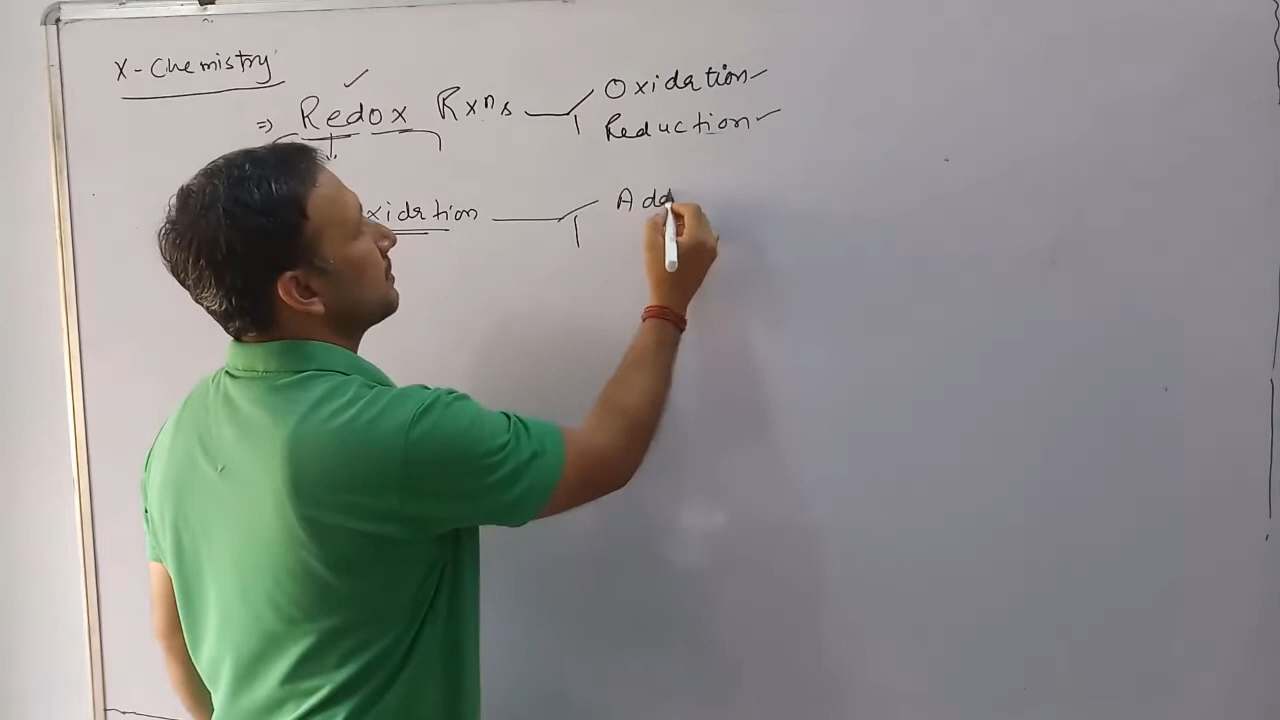 X - Chemistry
⇒ Redox Rxns Oxidation
Reduction
xidation Add